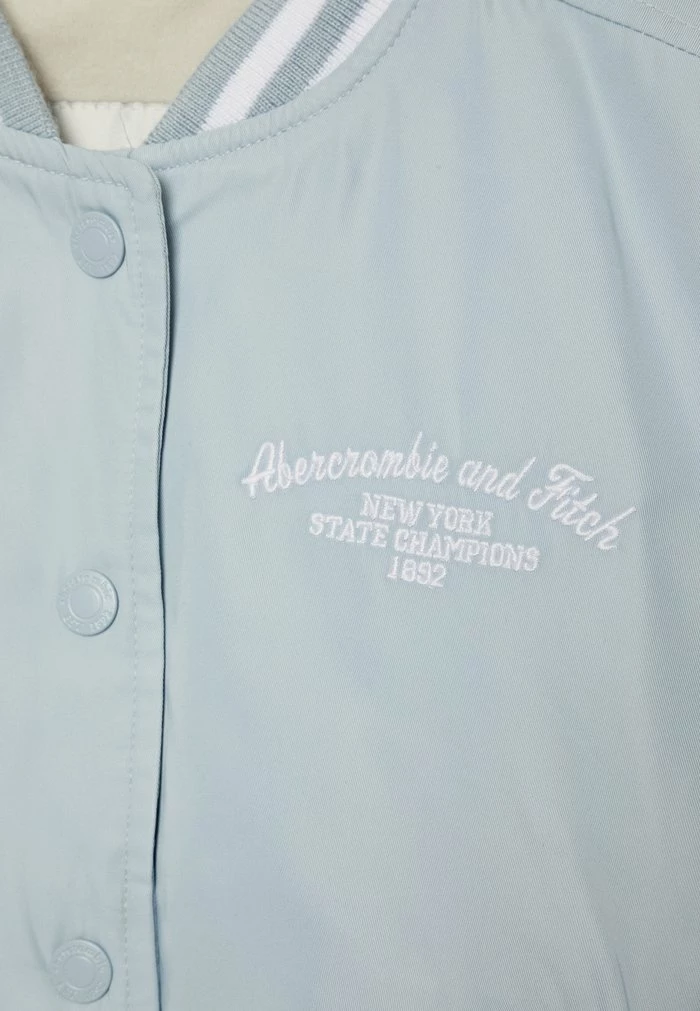 Abercrombie and Fitch
NEW YORK
STATE CHAMPIONS
1892